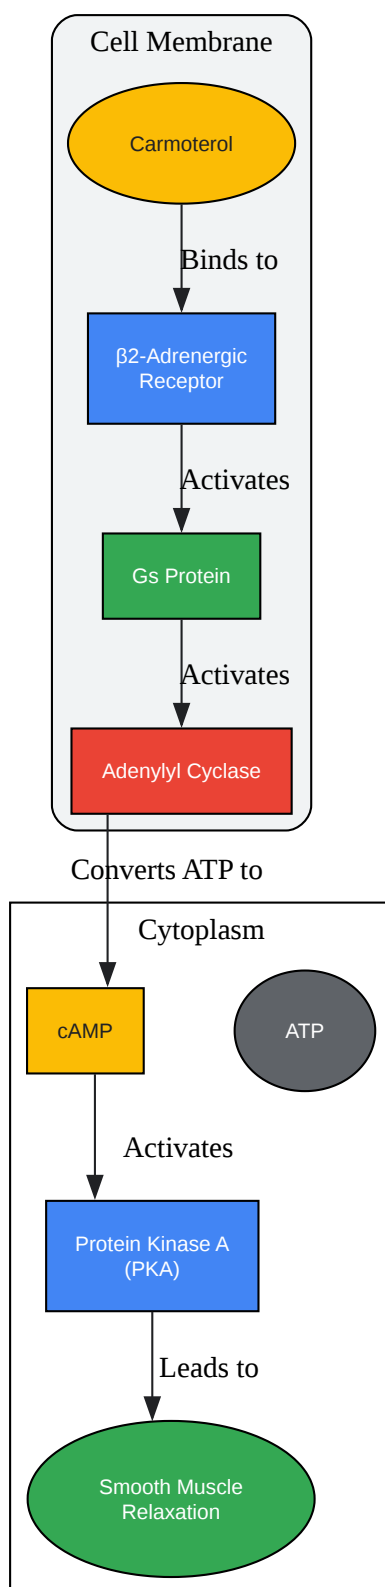 Cell Membrane
Carmoterol
Binds to
β2-Adrenergic
Receptor
Activates
Gs Protein
Activates
Adenylyl Cyclase
Converts ATP to
Cytoplasm
cAMP
ATP
Activates
Protein Kinase A
(PKA)
Leads to
Smooth Muscle
Relaxation